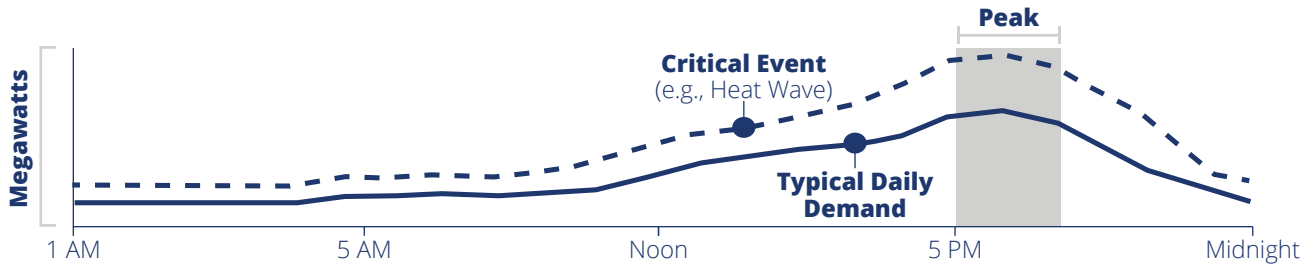 Peak
Critical Event
(e.g., Heat Wave)
Megawatts
Typical Daily
Demand
1 AM
5 AM
Noon
5 PM
Midnight